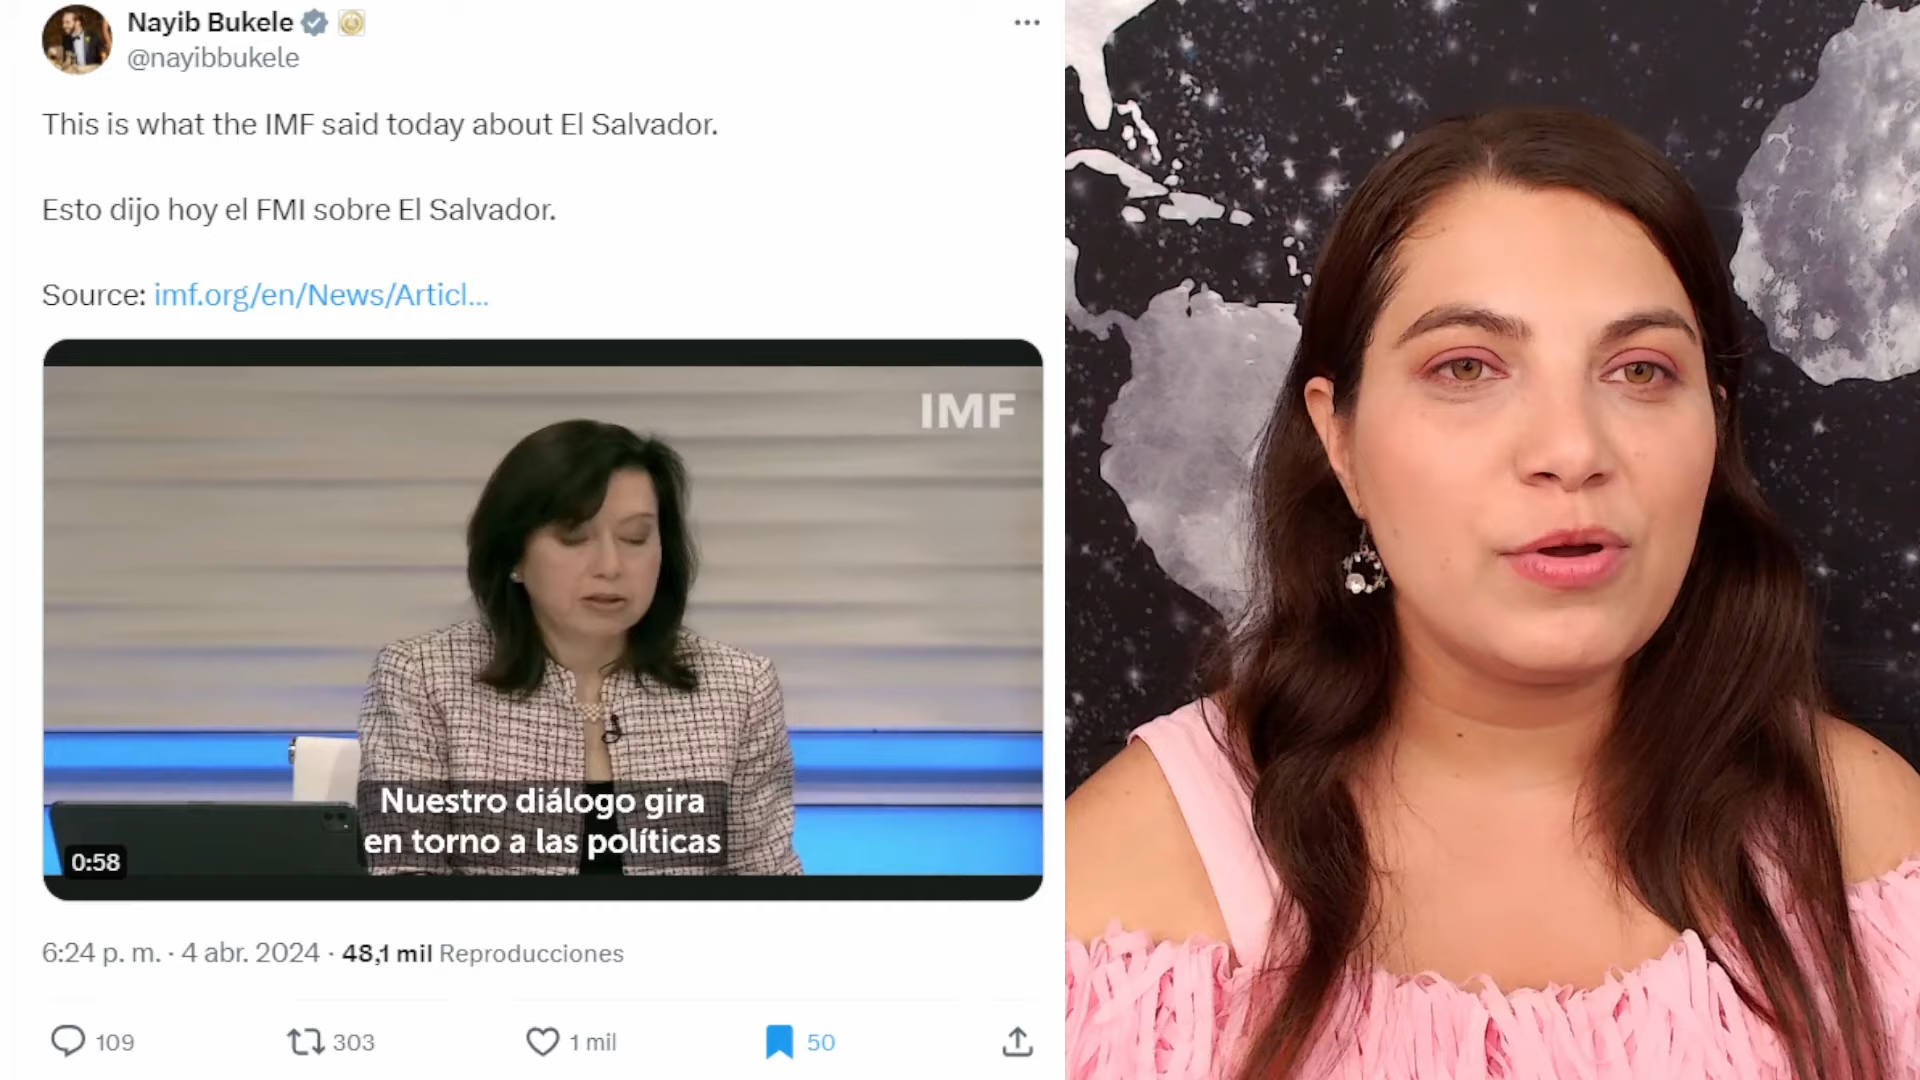 Nayib Bukele
@nayibbukele
This is what the IMF said today about El Salvador.
Esto dijo hoy el FMI sobre El Salvador.
Source: imf.org/en/News/Articl...
IMF
Nuestro diálogo gira
en torno a las políticas
0:58
6:24 p. m. · 4 abr. 2024 · 48,1 mil Reproducciones
109 303 1 mil 50